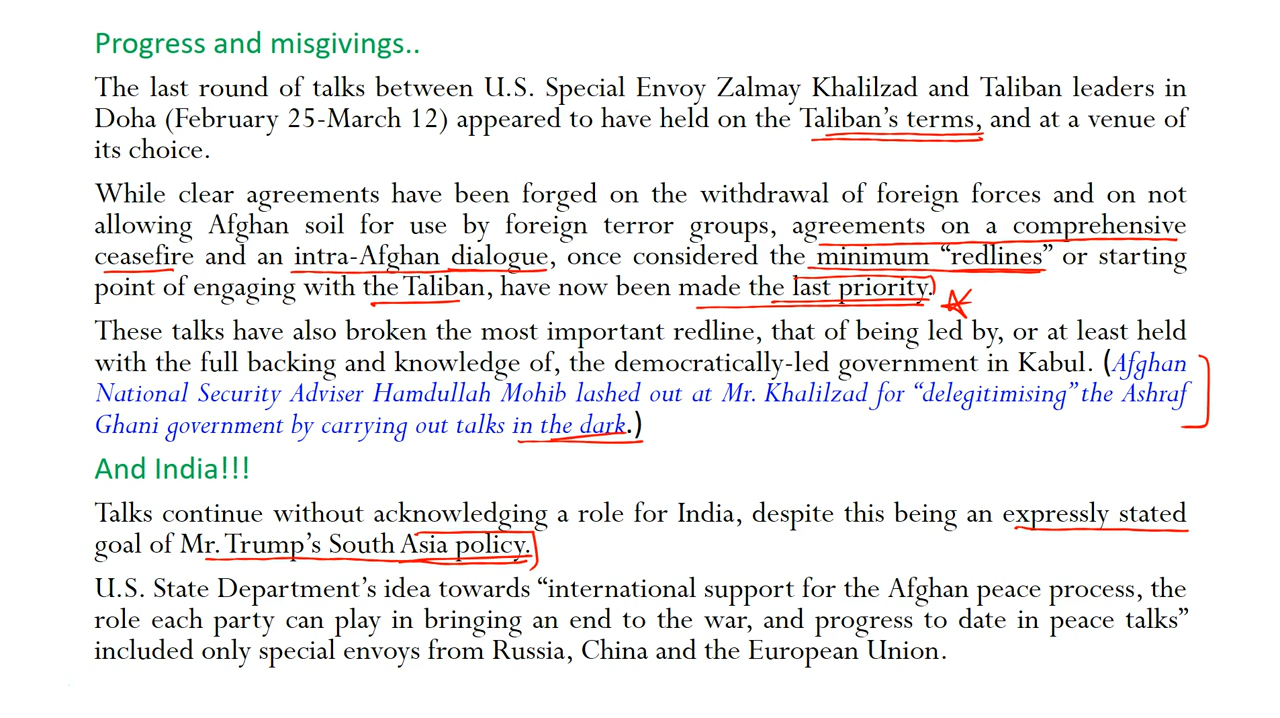 Progress and misgivings..
The last round of talks between U.S. Special Envoy Zalmay Khalilzad and Taliban leaders in
Doha (February 25-March 12) appeared to have held on the Taliban’s terms, and at a venue of
its choice.
While clear agreements have been forged on the withdrawal of foreign forces and on not
allowing Afghan soil for use by foreign terror groups, agreements on a comprehensive
ceasefire and an intra-Afghan dialogue, once considered the minimum “redlines” or starting
point of engaging with the Taliban, have now been made the last priority.
These talks have also broken the most important redline, that of being led by, or at least held
with the full backing and knowledge of, the democratically-led government in Kabul. (Afghan
National Security Adviser Hamdullah Mohib lashed out at Mr. Khalilzad for “delegitimising” the Ashraf
Ghani government by carrying out talks in the dark.)
And India!!!
Talks continue without acknowledging a role for India, despite this being an expressly stated
goal of Mr. Trump’s South Asia policy.
U.S. State Department’s idea towards “international support for the Afghan peace process, the
role each party can play in bringing an end to the war, and progress to date in peace talks”
included only special envoys from Russia, China and the European Union.